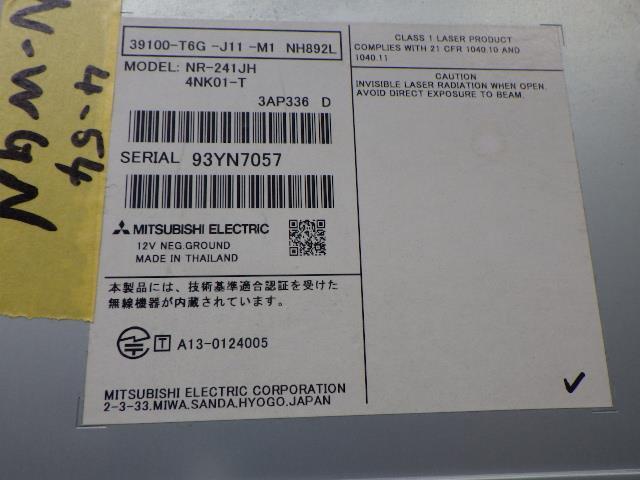 39100-T6G -J11 -M1 NH892L
MODEL: NR-241JH
4NK01-T
3AP336 D
SERIAL 93YN7057
MITSUBISHI ELECTRIC
12V NEG.GROUND
MADE IN THAILAND
本製品には、技術基準適合認証を受けた
無線機器が内蔵されています。
T A13-0124005
MITSUBISHI ELECTRIC CORPORATION
2-3-33.MIWA.SANDA.HYOGO.JAPAN
CLASS 1 LASER PRODUCT
COMPLIES WITH 21 CFR 1040.10 AND
1040.11
CAUTION
INVISIBLE LASER RADIATION WHEN OPEN.
AVOID DIRECT EXPOSURE TO BEAM.
4-54
N-WGN